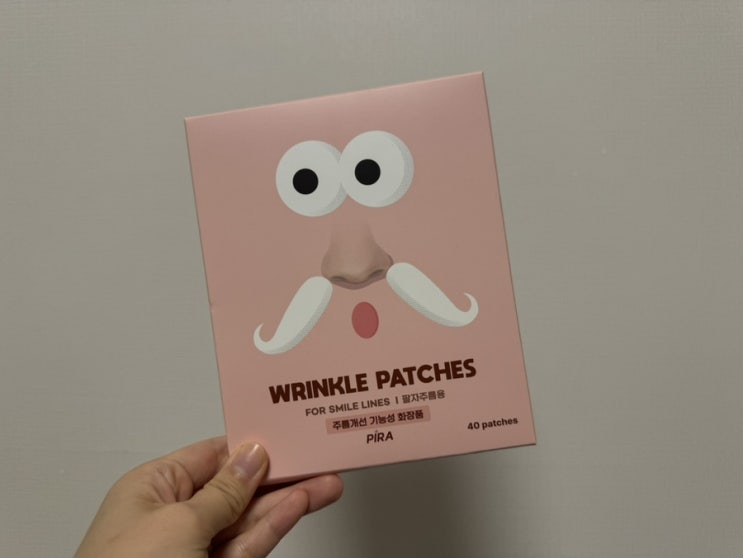 WRINKLE PATCHES
FOR SMILE LINES | 팔자주름용
주름개선 기능성 화장품
PIRA
40 patches